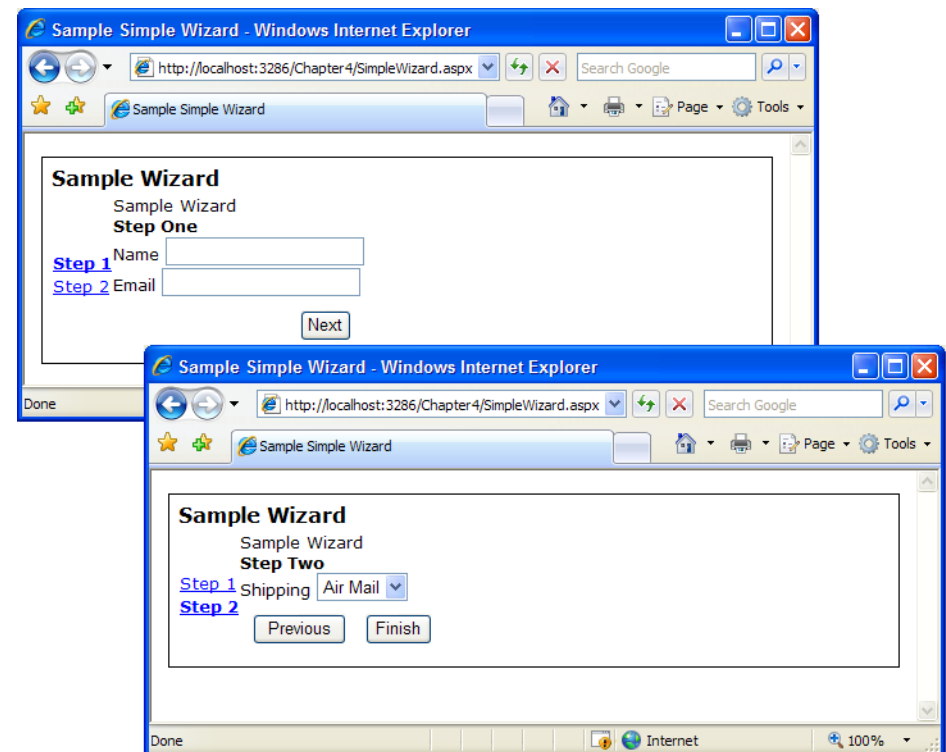 Sample Simple Wizard - Windows Internet Explorer
http://localhost:3286/Chapter4/SimpleWizard.aspx
Search Google
Sample Simple Wizard
Page
Tools
Sample Wizard
Sample Wizard
Step One
Step 1
Name
Step 2
Email
Next
Done
Sample Simple Wizard - Windows Internet Explorer
http://localhost:3286/Chapter4/SimpleWizard.aspx
Search Google
Sample Simple Wizard
Page
Tools
Sample Wizard
Sample Wizard
Step Two
Step 1
Shipping
Air Mail
Step 2
Previous
Finish
Done
Internet
100%